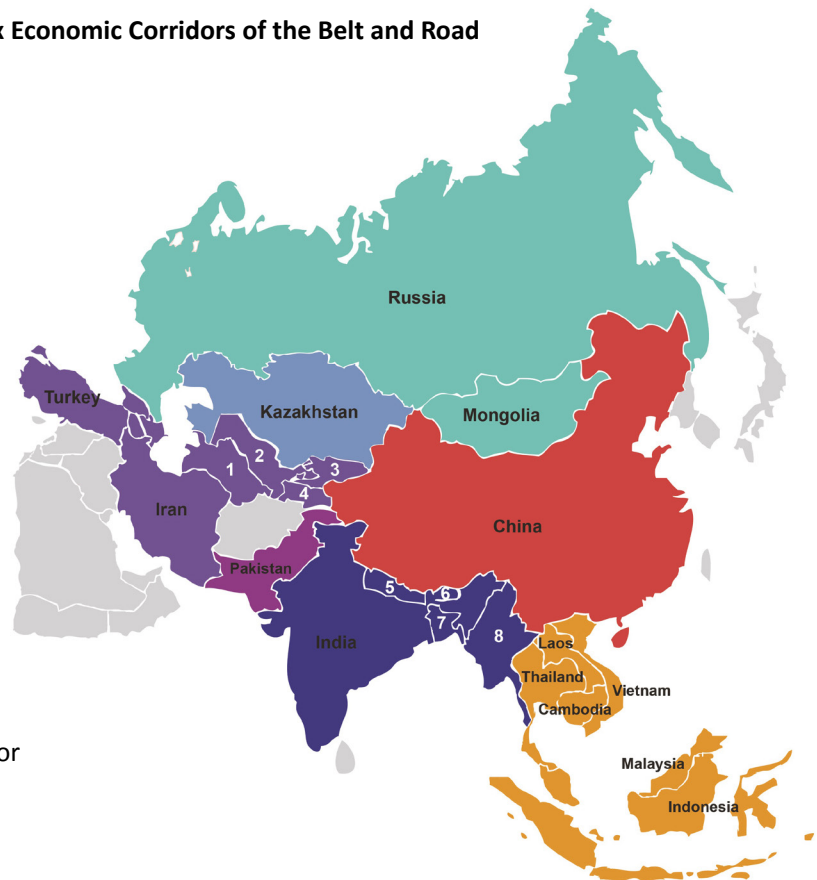 x Economic Corridors of the Belt and Road
Russia
Turkey
Kazakhstan
Mongolia
1
2
3
4
Iran
China
Pakistan
5
6
7
8
India
Laos
Thailand
Vietnam
Cambodia
Malaysia
Indonesia
or